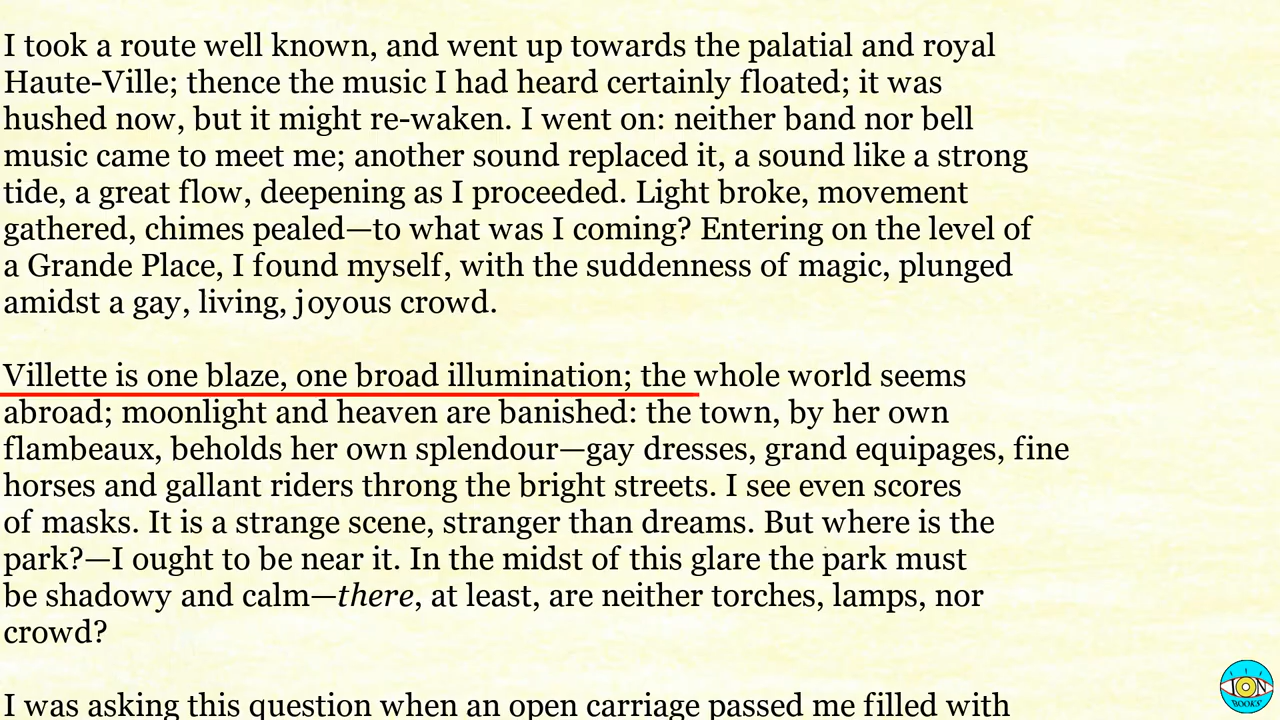 I took a route well known, and went up towards the palatial and royal
Haute-Ville; thence the music I had heard certainly floated; it was
hushed now, but it might re-waken. I went on: neither band nor bell
music came to meet me; another sound replaced it, a sound like a strong
tide, a great flow, deepening as I proceeded. Light broke, movement
gathered, chimes pealed—to what was I coming? Entering on the level of
a Grande Place, I found myself, with the suddenness of magic, plunged
amidst a gay, living, joyous crowd.
Villette is one blaze, one broad illumination; the whole world seems
abroad; moonlight and heaven are banished: the town, by her own
flambeaux, beholds her own splendour—gay dresses, grand equipages, fine
horses and gallant riders throng the bright streets. I see even scores
of masks. It is a strange scene, stranger than dreams. But where is the
park?—I ought to be near it. In the midst of this glare the park must
be shadowy and calm—there, at least, are neither torches, lamps, nor
crowd?
I was asking this question when an open carriage passed me filled with
ION
BOOKS